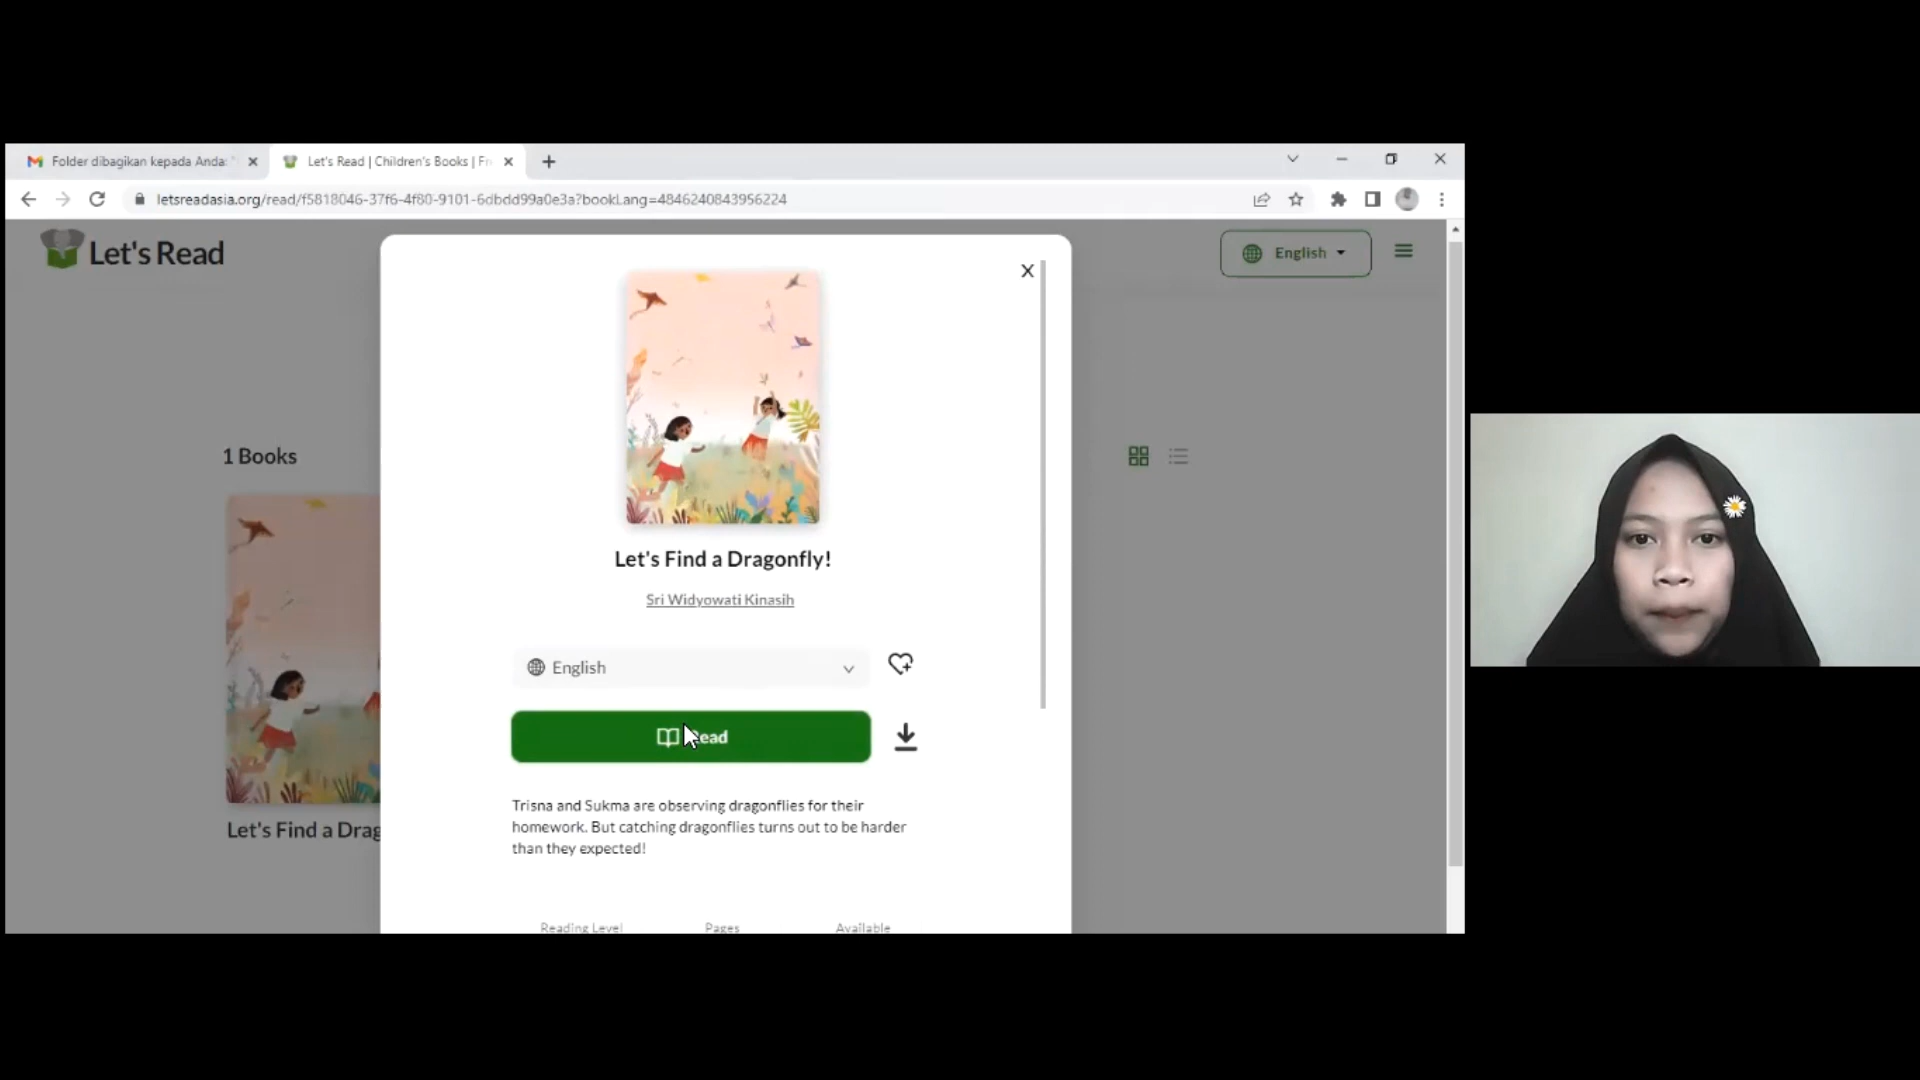 Folder dibagikan kepada Anda:
Let's Read | Children's Books |
letsreadasia.org/read/f5818046-37f6-4f80-9101-6dbdd99a0e3a?bookLang=4846240843956224
Let's Read
English
1 Books
Let's Find a Dragonfly!
Sri Widyowati Kinasih
English
Let's Find a Drag
Trisna and Sukma are observing dragonflies for their
homework. But catching dragonflies turns out to be harder
than they expected!
Reading Level Pages Available